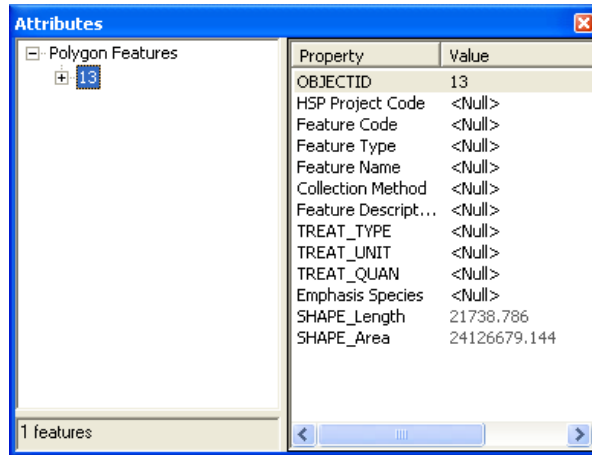 Attributes
Polygon Features
13
1 features
Property Value
OBJECTID 13
HSP Project Code <Null>
Feature Code <Null>
Feature Type <Null>
Feature Name <Null>
Collection Method <Null>
Feature Descript... <Null>
TREAT_TYPE <Null>
TREAT_UNIT <Null>
TREAT_QUAN <Null>
Emphasis Species <Null>
SHAPE_Length 21738.786
SHAPE_Area 24126679.144